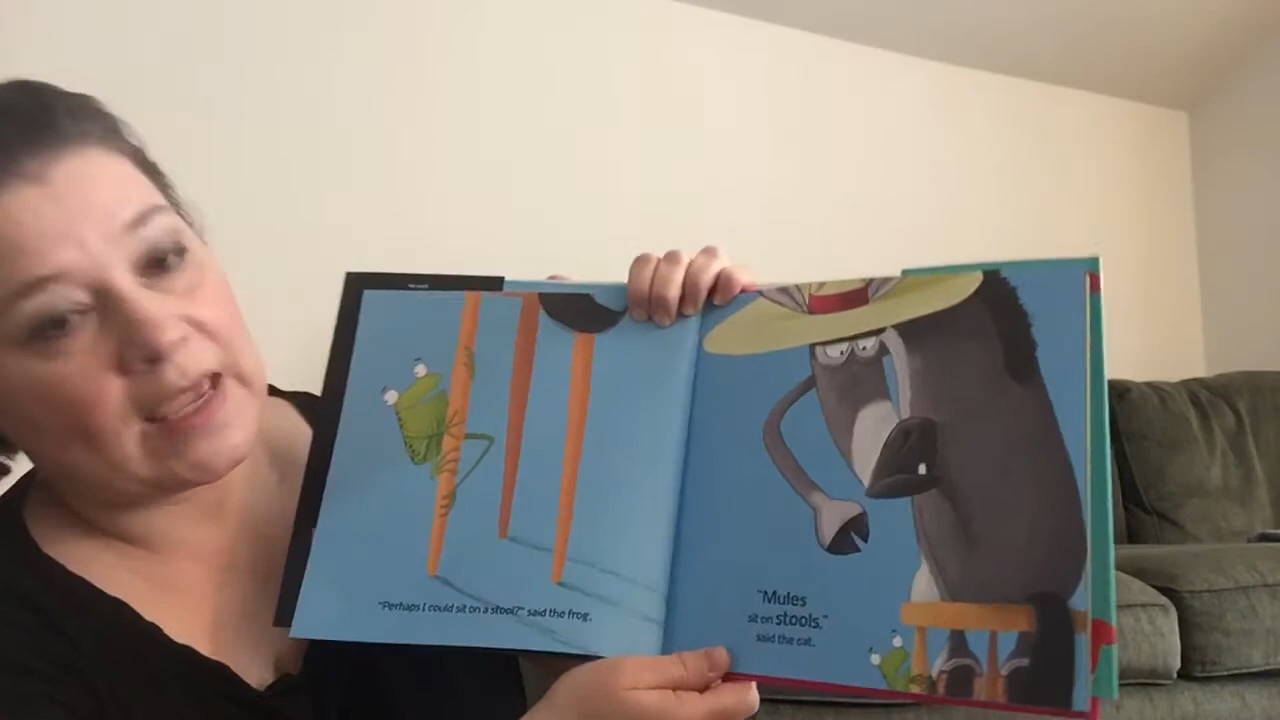 "Perhaps I could sit on a stool?" said the frog.
"Mules
sit on stools,"
said the cat.